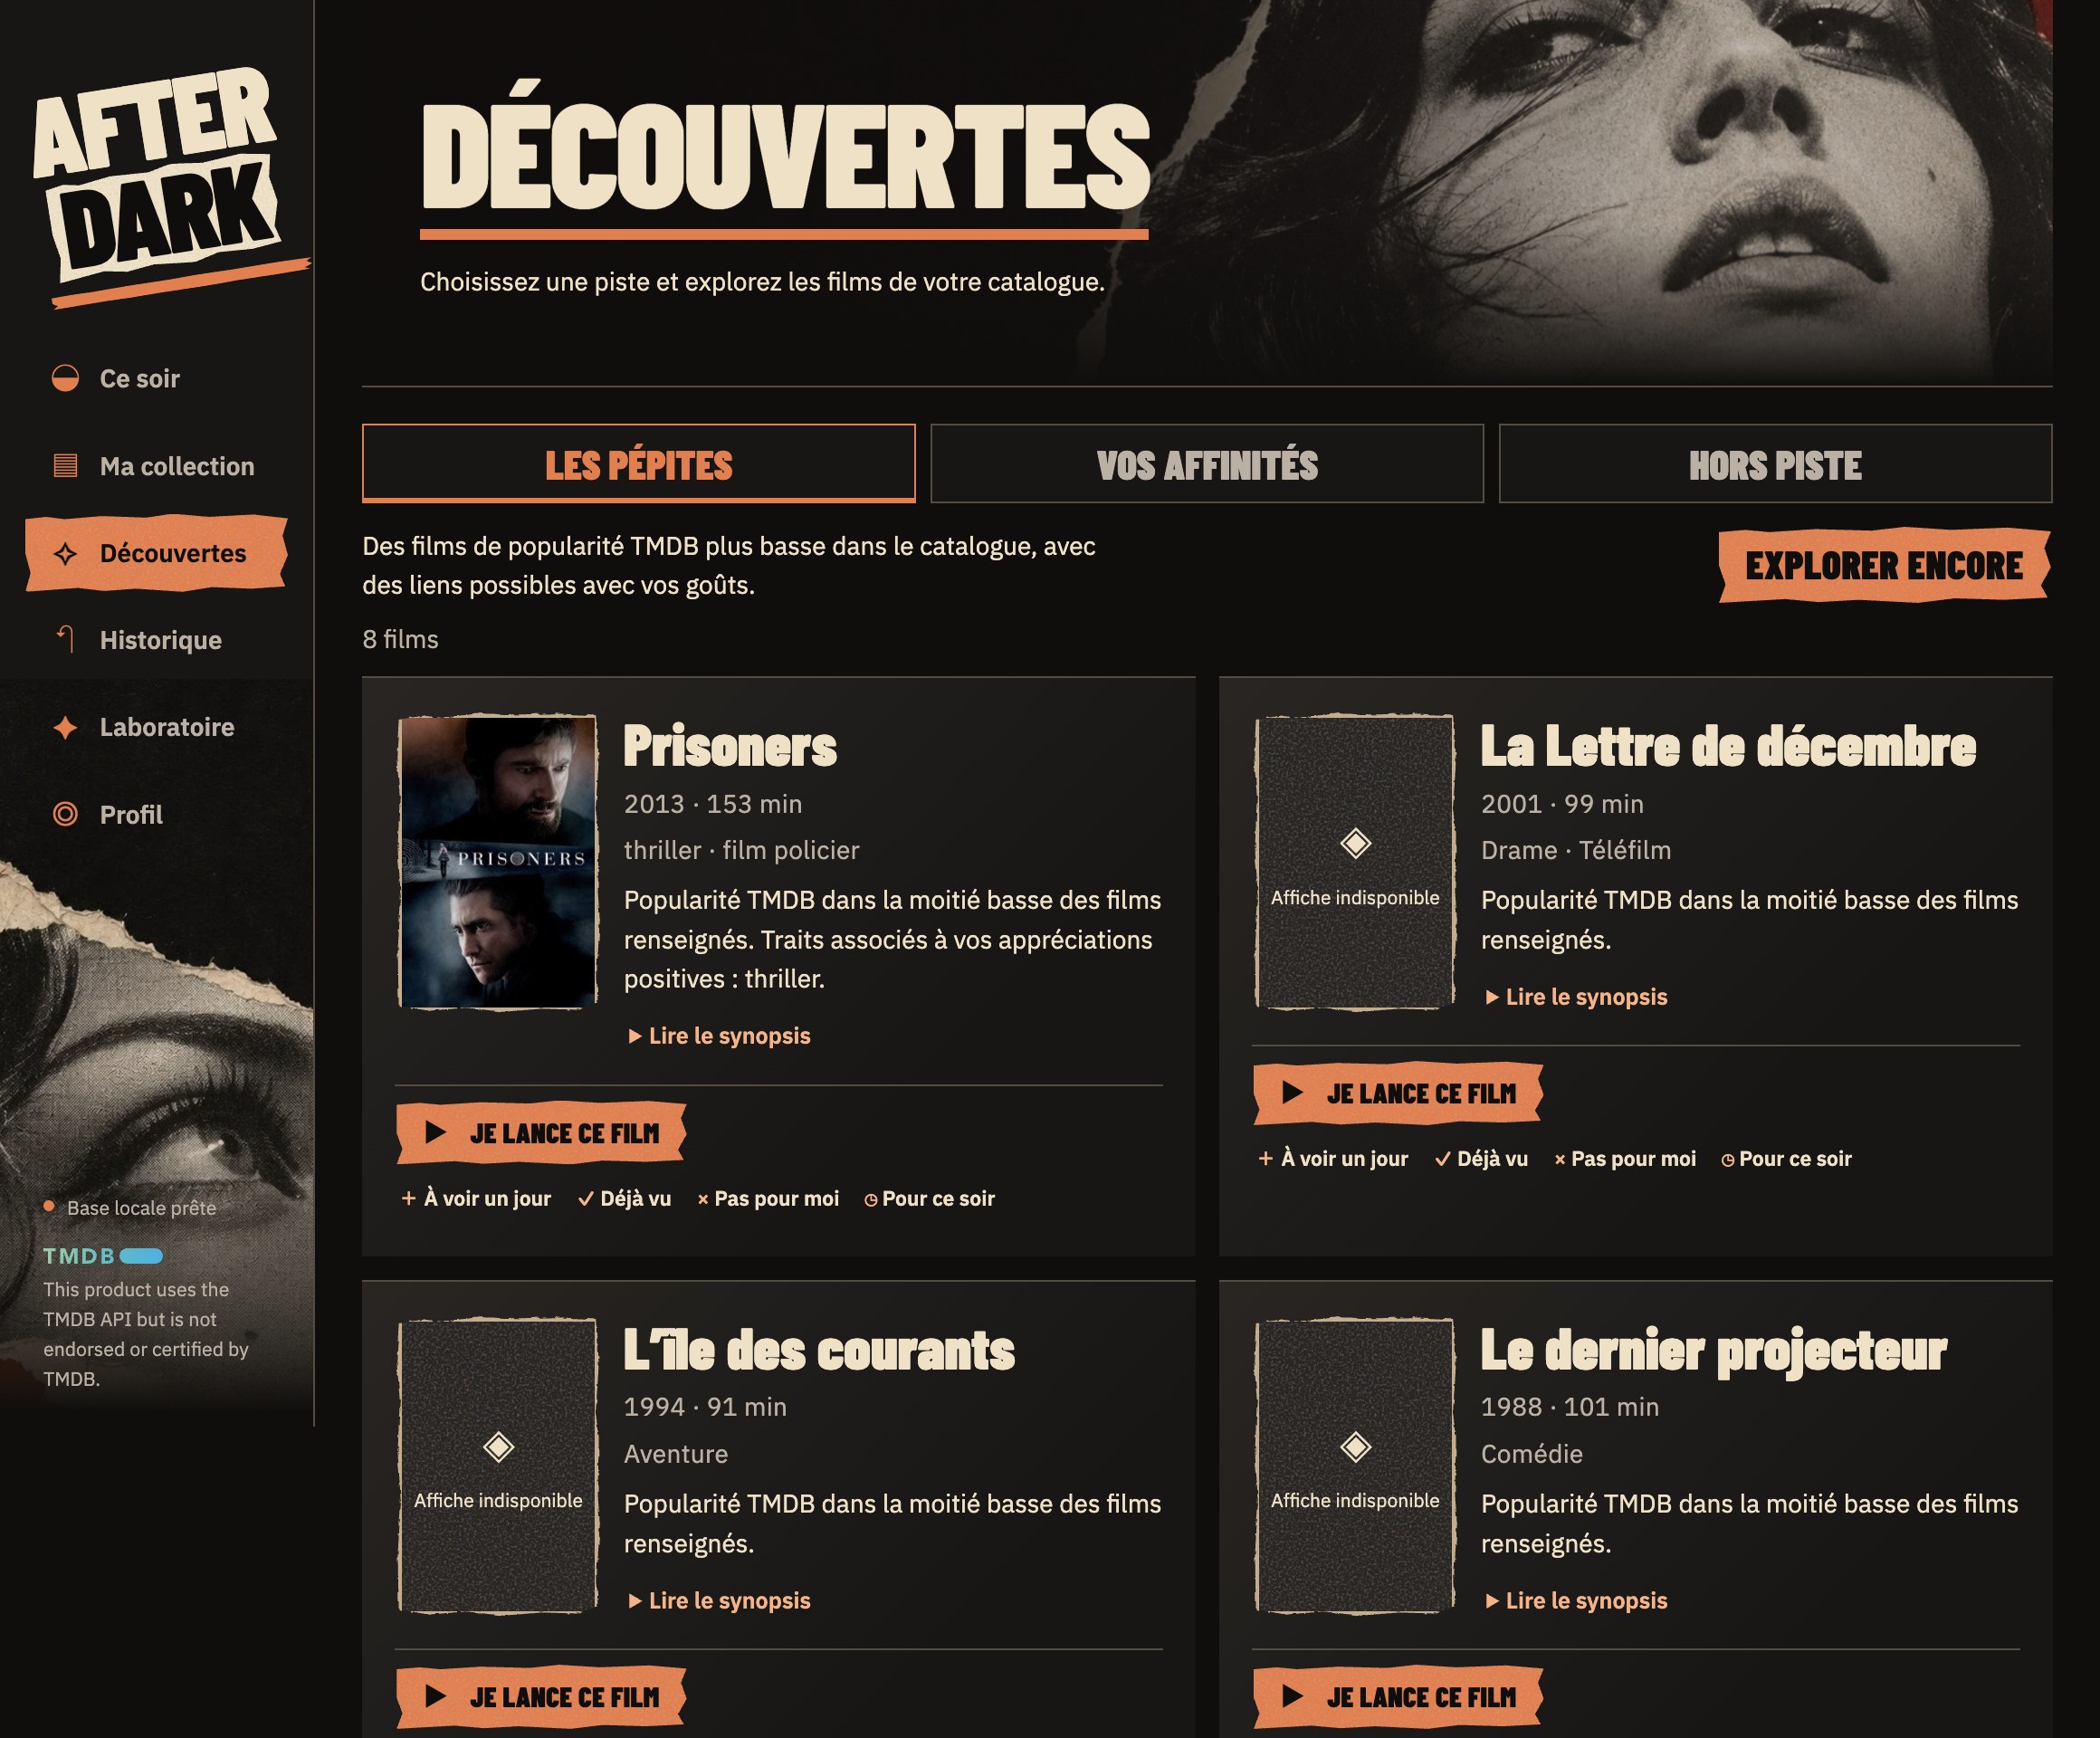 AFTER
DARK
Ce soir
Ma collection
Découvertes
Historique
Laboratoire
Profil
Base locale prête
TMDB
This product uses the
TMDB API but is not
endorsed or certified by
TMDB.
DÉCOUVERTES
Choisissez une piste et explorez les films de votre catalogue.
LES PÉPITES
VOS AFFINITÉS
HORS PISTE
Des films de popularité TMDB plus basse dans le catalogue, avec
des liens possibles avec vos goûts.
EXPLORER ENCORE
8 films
PRISONERS
Prisoners
2013 · 153 min
thriller · film policier
Popularité TMDB dans la moitié basse des films
renseignés. Traits associés à vos appréciations
positives : thriller.
Lire le synopsis
JE LANCE CE FILM
À voir un jour
Déjà vu
Pas pour moi
Pour ce soir
Affiche indisponible
La Lettre de décembre
2001 · 99 min
Drame · Téléfilm
Popularité TMDB dans la moitié basse des films
renseignés.
Lire le synopsis
JE LANCE CE FILM
À voir un jour
Déjà vu
Pas pour moi
Pour ce soir
Affiche indisponible
L'île des courants
1994 · 91 min
Aventure
Popularité TMDB dans la moitié basse des films
renseignés.
Lire le synopsis
JE LANCE CE FILM
Affiche indisponible
Le dernier projecteur
1988 · 101 min
Comédie
Popularité TMDB dans la moitié basse des films
renseignés.
Lire le synopsis
JE LANCE CE FILM